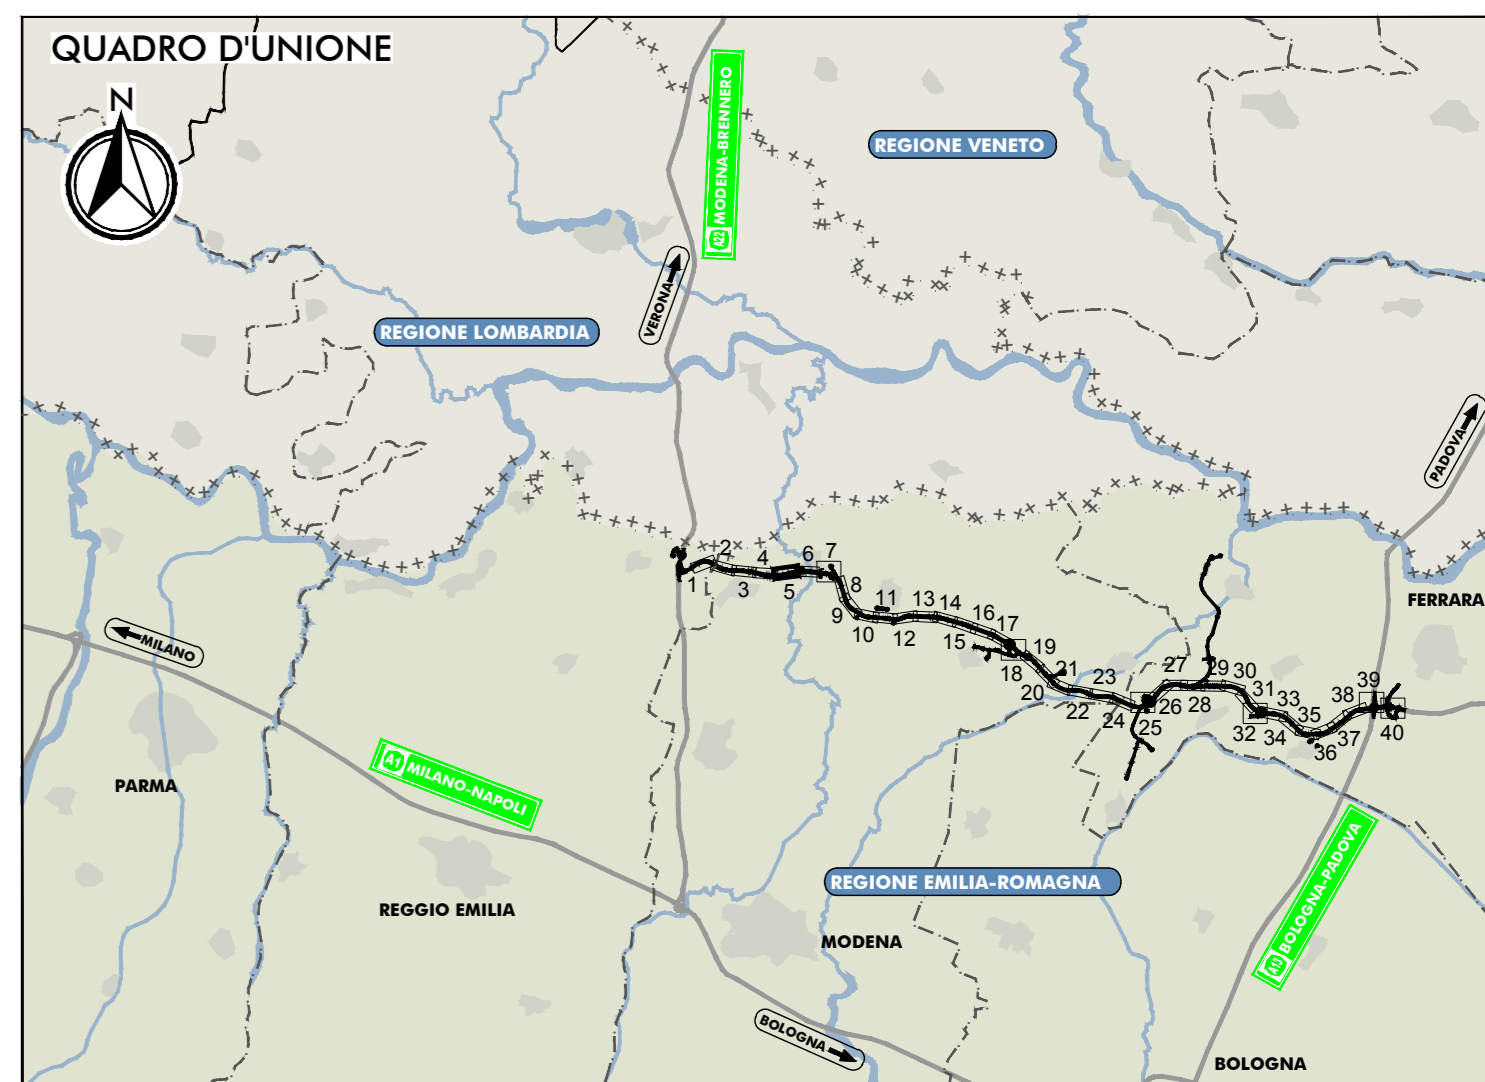 QUADRO D'UNIONE
N
A22 MODENA-BRENNERO
REGIONE VENETO
VERONA
REGIONE LOMBARDIA
PADOVA
MILANO
FERRARA
1
2
3
4
5
6
7
8
9
10
11
12
13
14
15
16
17
18
19
20
21
22
23
24
25
26
27
28
29
30
31
32
33
34
35
36
37
38
39
40
PARMA
A1 MILANO-NAPOLI
REGGIO EMILIA
REGIONE EMILIA-ROMAGNA
MODENA
A13 BOLOGNA-PADOVA
BOLOGNA
BOLOGNA